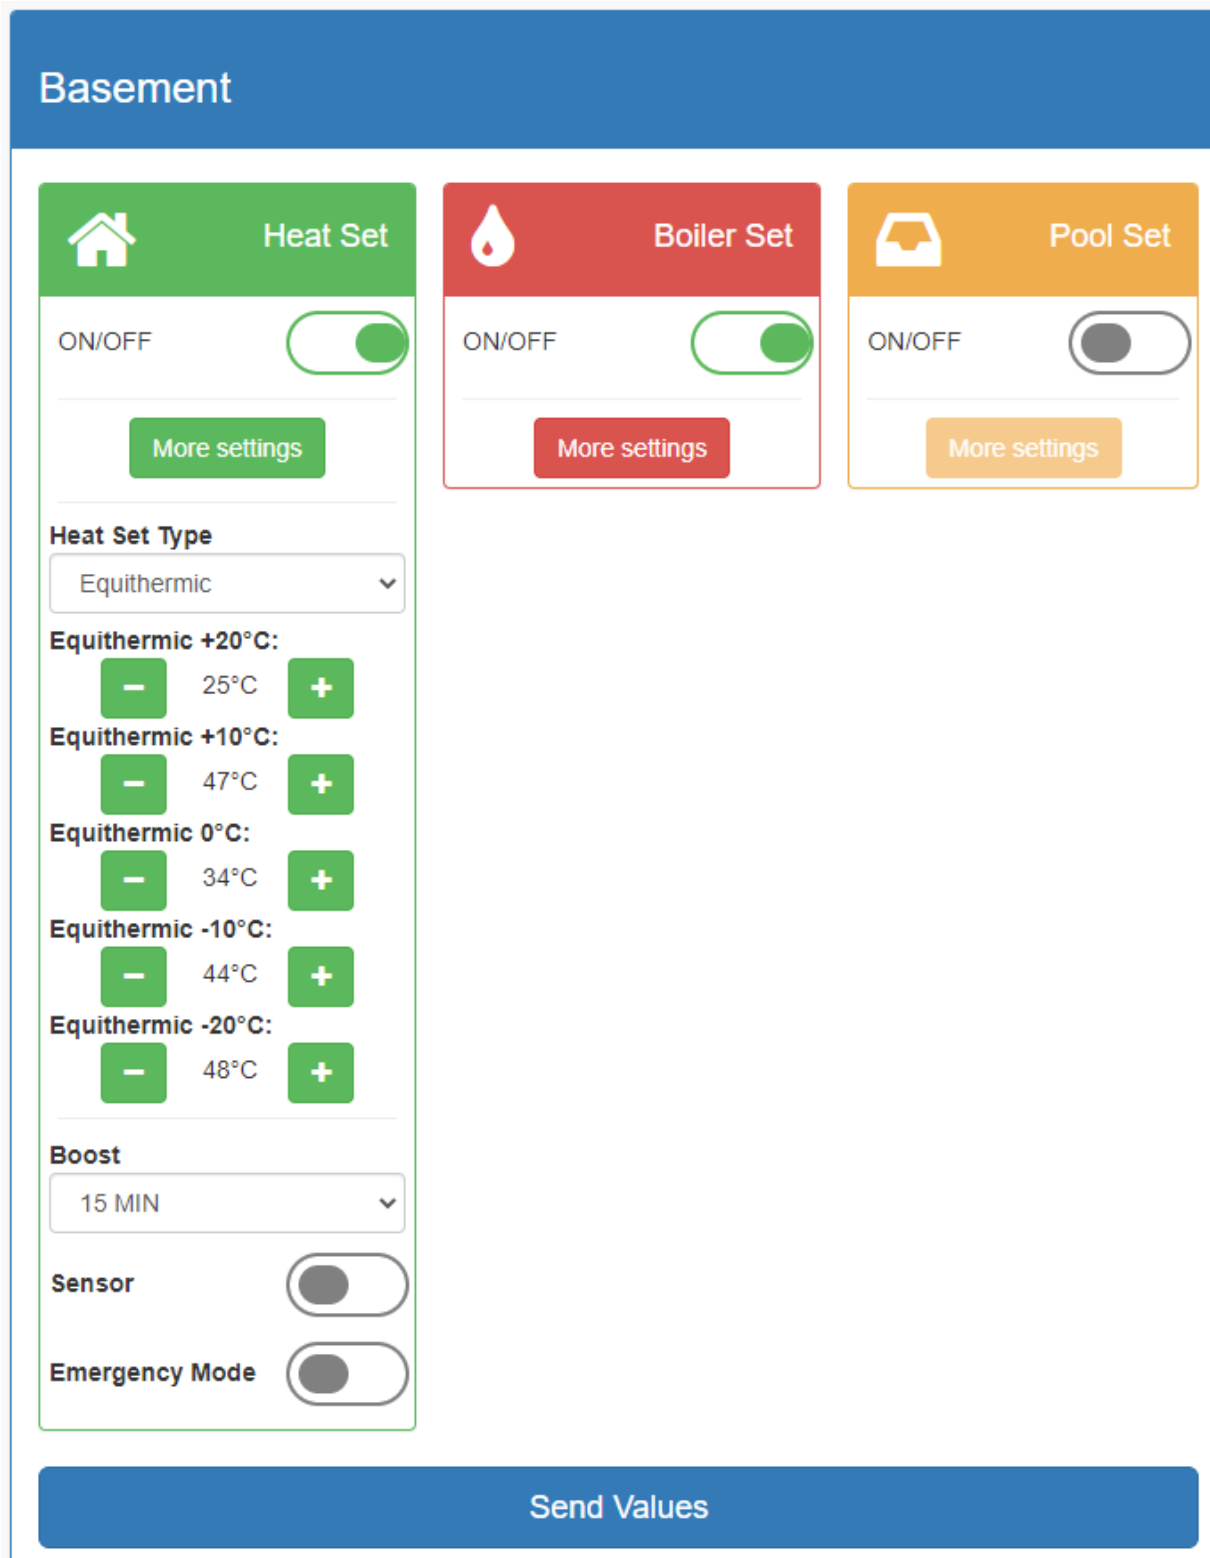 Basement
Heat Set
ON/OFF
More settings
Heat Set Type
Equithermic
Equithermic +20°C:
25°C
Equithermic +10°C:
47°C
Equithermic 0°C:
34°C
Equithermic -10°C:
44°C
Equithermic -20°C:
48°C
Boost
15 MIN
Sensor
Emergency Mode
Boiler Set
ON/OFF
More settings
Pool Set
ON/OFF
More settings
Send Values